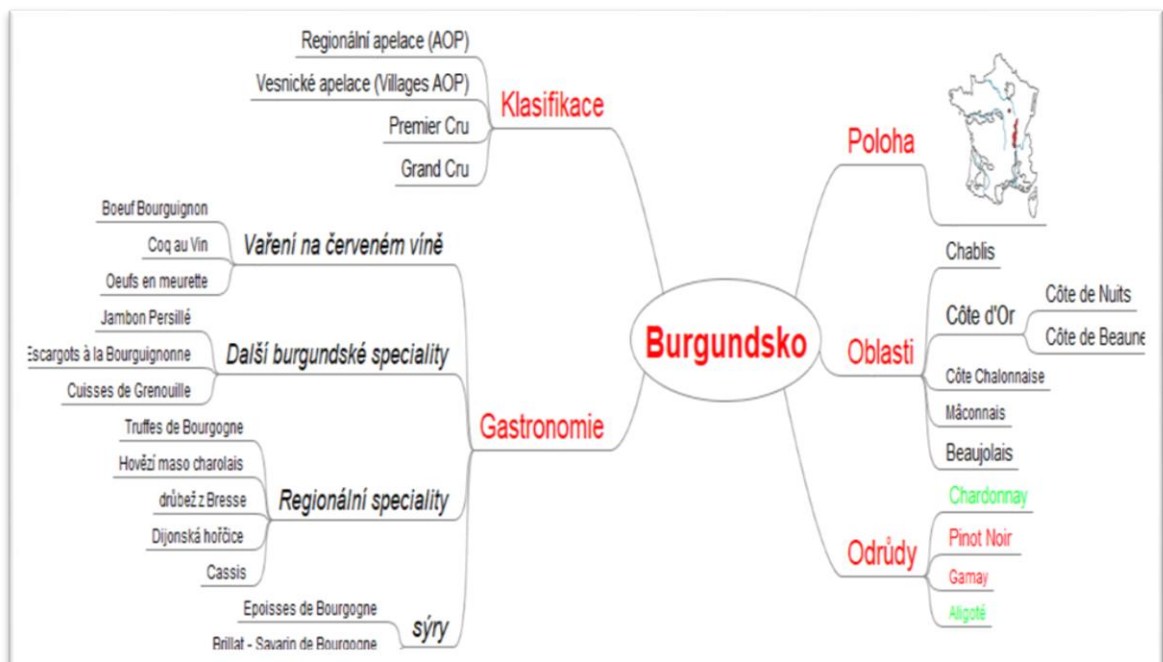 Regionální apelace (AOP)
Vesnické apelace (Villages AOP)
Premier Cru
Grand Cru
Klasifikace
Boeuf Bourguignon
Coq au Vin
Oeufs en meurette
Vaření na červeném víně
Jambon Persillé
Escargots à la Bourguignonne
Cuisses de Grenouille
Další burgundské speciality
Truffes de Bourgogne
Hovězí maso charolais
drůbež z Bresse
Dijonská hořčice
Cassis
Regionální speciality
Epoisses de Bourgogne
Brillat - Savarin de Bourgogne
sýry
Gastronomie
Burgundsko
Poloha
Oblasti
Chablis
Côte d'Or
Côte de Nuits
Côte de Beaune
Côte Chalonnaise
Mâconnais
Beaujolais
Odrůdy
Chardonnay
Pinot Noir
Gamay
Aligoté